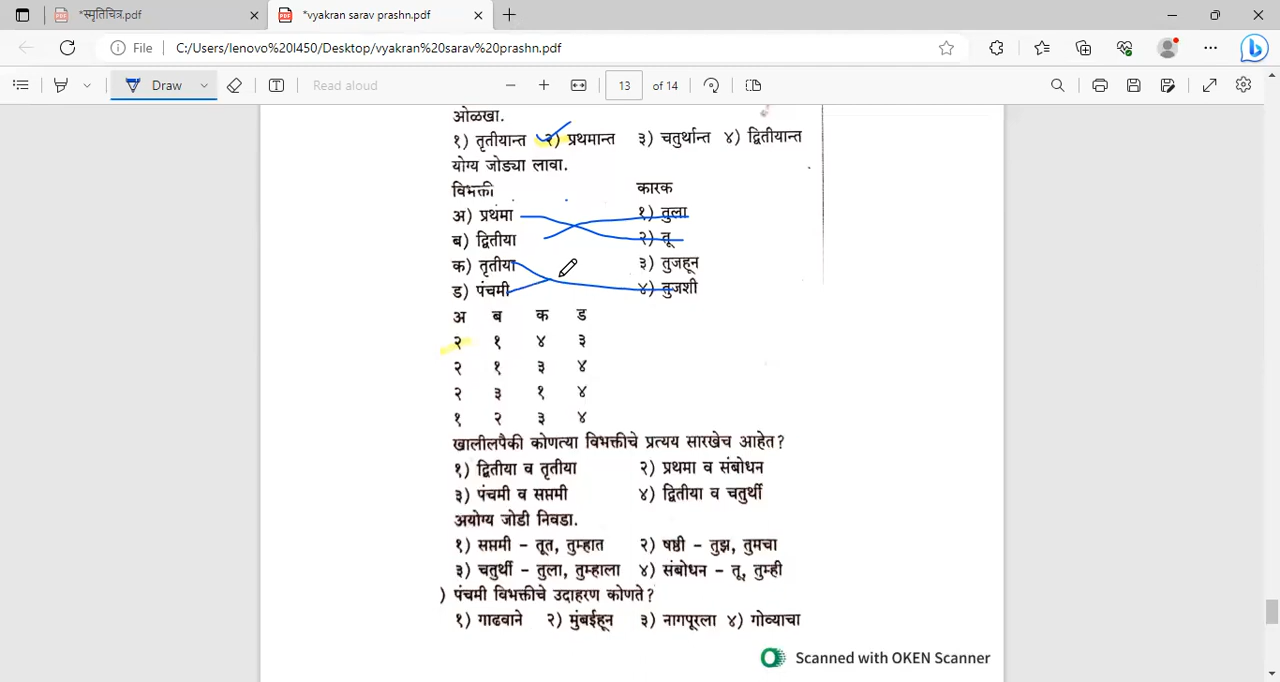 *स्मृतिचित्र.pdf
*vyakran sarav prashn.pdf
File C:/Users/lenovo%20l450/Desktop/vyakran%20sarav%20prashn.pdf
Draw Read aloud 13 of 14
ओळखा.
१) तृतीयान्त २) प्रथमान्त ३) चतुर्थान्त ४) द्वितीयान्त
योग्य जोड्या लावा.
विभक्ती कारक
अ) प्रथमा १) तुला
ब) द्वितीया २) तू
क) तृतीया ३) तुजहून
ड) पंचमी ४) तुजशी
अ ब क ड
२ १ ४ ३
२ १ ३ ४
२ ३ १ ४
१ २ ३ ४
खालीलपैकी कोणत्या विभक्तीचे प्रत्यय सारखेच आहेत?
१) द्वितीया व तृतीया २) प्रथमा व संबोधन
३) पंचमी व सप्तमी ४) द्वितीया व चतुर्थी
अयोग्य जोडी निवडा.
१) सप्तमी – तूत, तुम्हात २) षष्ठी – तुझ, तुमचा
३) चतुर्थी – तुला, तुम्हाला ४) संबोधन – तू, तुम्ही
) पंचमी विभक्तीचे उदाहरण कोणते?
१) गाढवाने २) मुंबईहून ३) नागपूरला ४) गोव्याचा
Scanned with OKEN Scanner